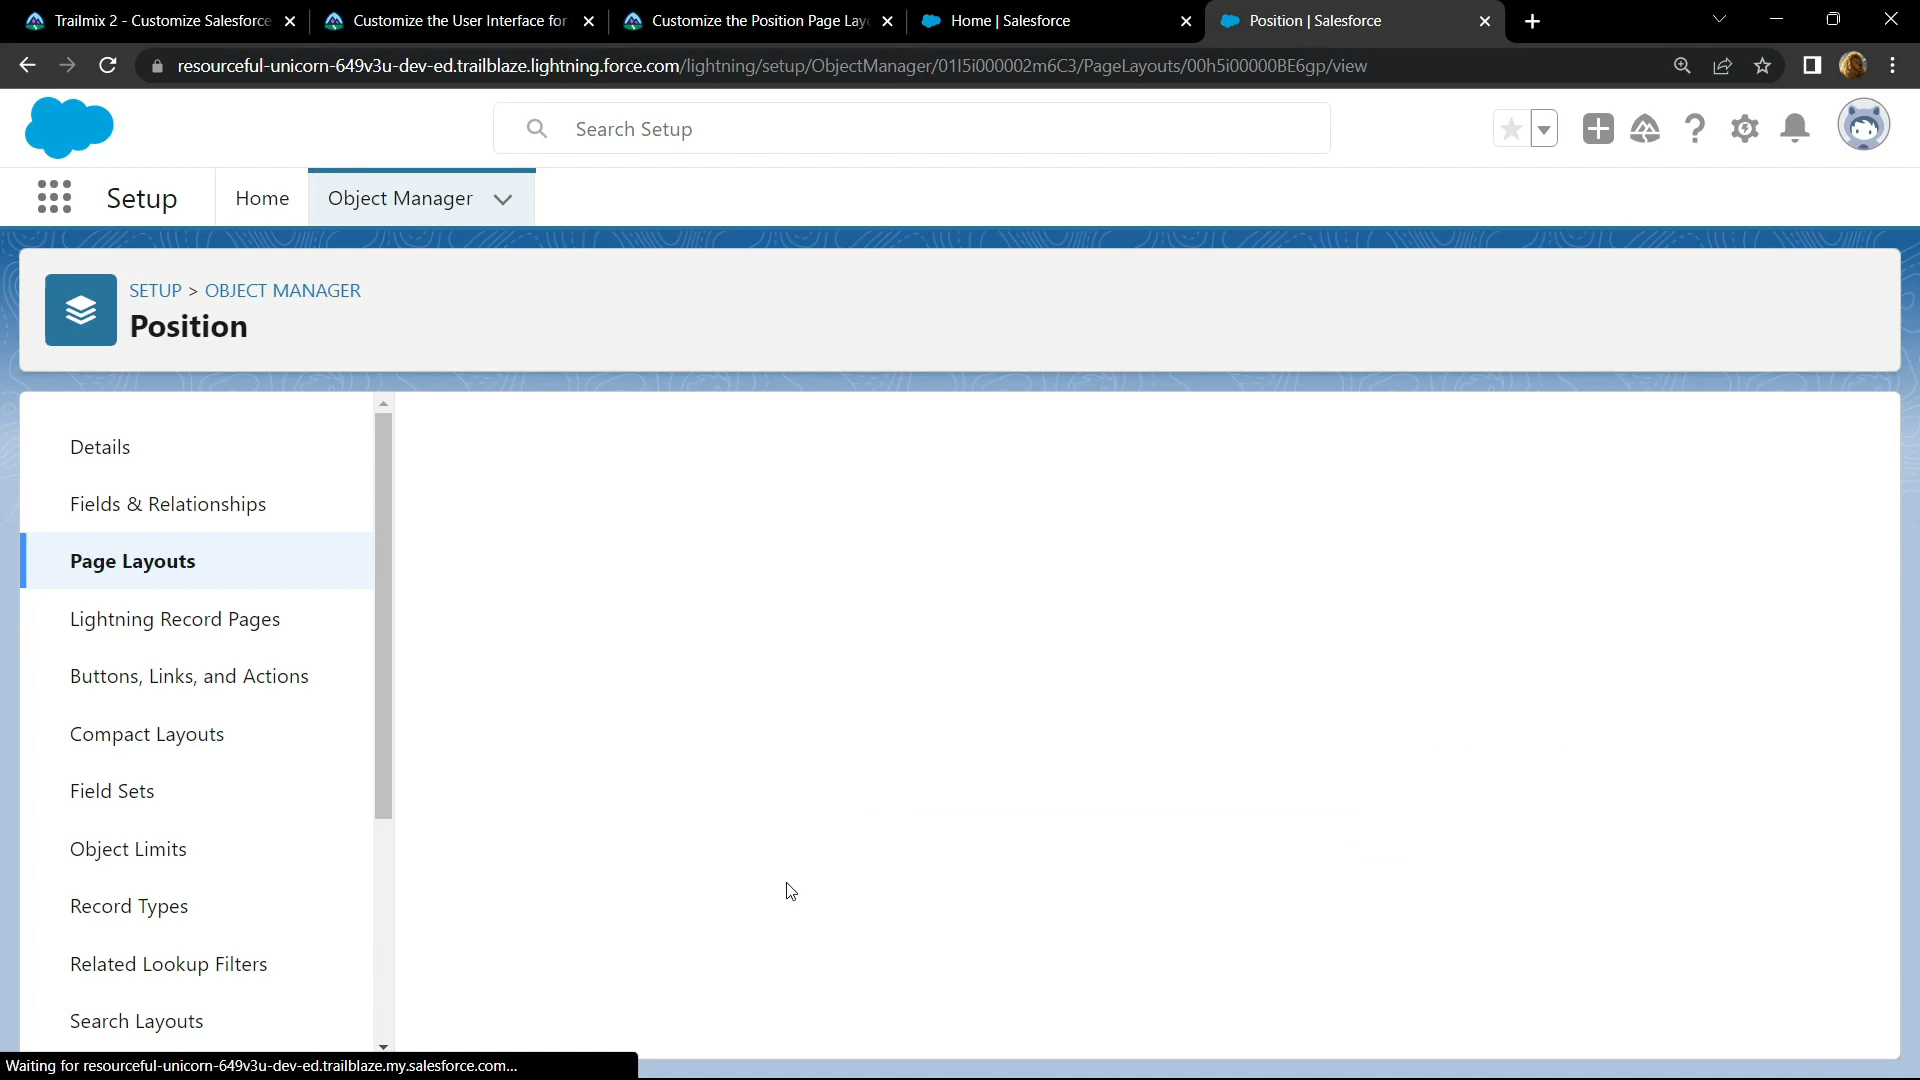 Trailmix 2 - Customize Salesforce
Customize the User Interface for
Customize the Position Page Lay
Home | Salesforce
Position | Salesforce
resourceful-unicorn-649v3u-dev-ed.trailblaze.lightning.force.com/lightning/setup/ObjectManager/01I5i000002m6C3/PageLayouts/00h5i00000BE6gp/view
Search Setup
Setup
Home
Object Manager
SETUP > OBJECT MANAGER
Position
Details
Fields & Relationships
Page Layouts
Lightning Record Pages
Buttons, Links, and Actions
Compact Layouts
Field Sets
Object Limits
Record Types
Related Lookup Filters
Search Layouts
Waiting for resourceful-unicorn-649v3u-dev-ed.trailblaze.my.salesforce.com...